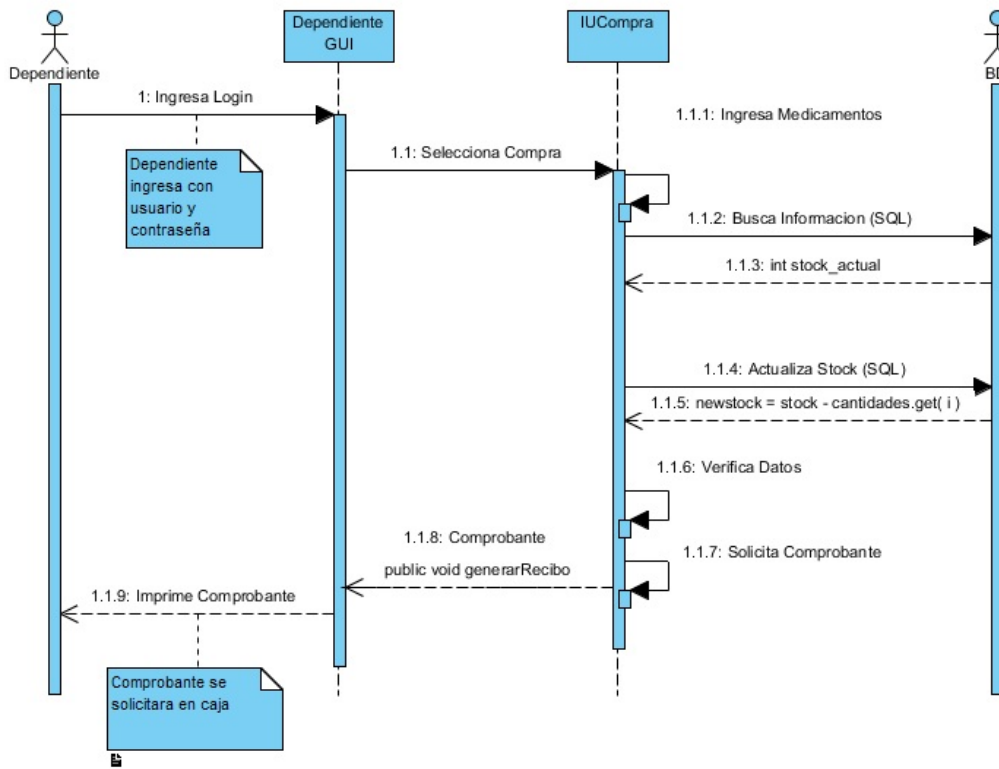 Dependiente
GUI
IUCompra
Dependiente
1: Ingresa Login
1.1.1: Ingresa Medicamentos
Dependiente
ingresa con
usuario y
contraseña
1.1: Selecciona Compra
1.1.2: Busca Informacion (SQL)
1.1.3: int stock_actual
1.1.4: Actualiza Stock (SQL)
1.1.5: newstock = stock - cantidades.get( i )
1.1.6: Verifica Datos
1.1.8: Comprobante
public void generarRecibo
1.1.7: Solicita Comprobante
1.1.9: Imprime Comprobante
Comprobante se
solicitara en caja